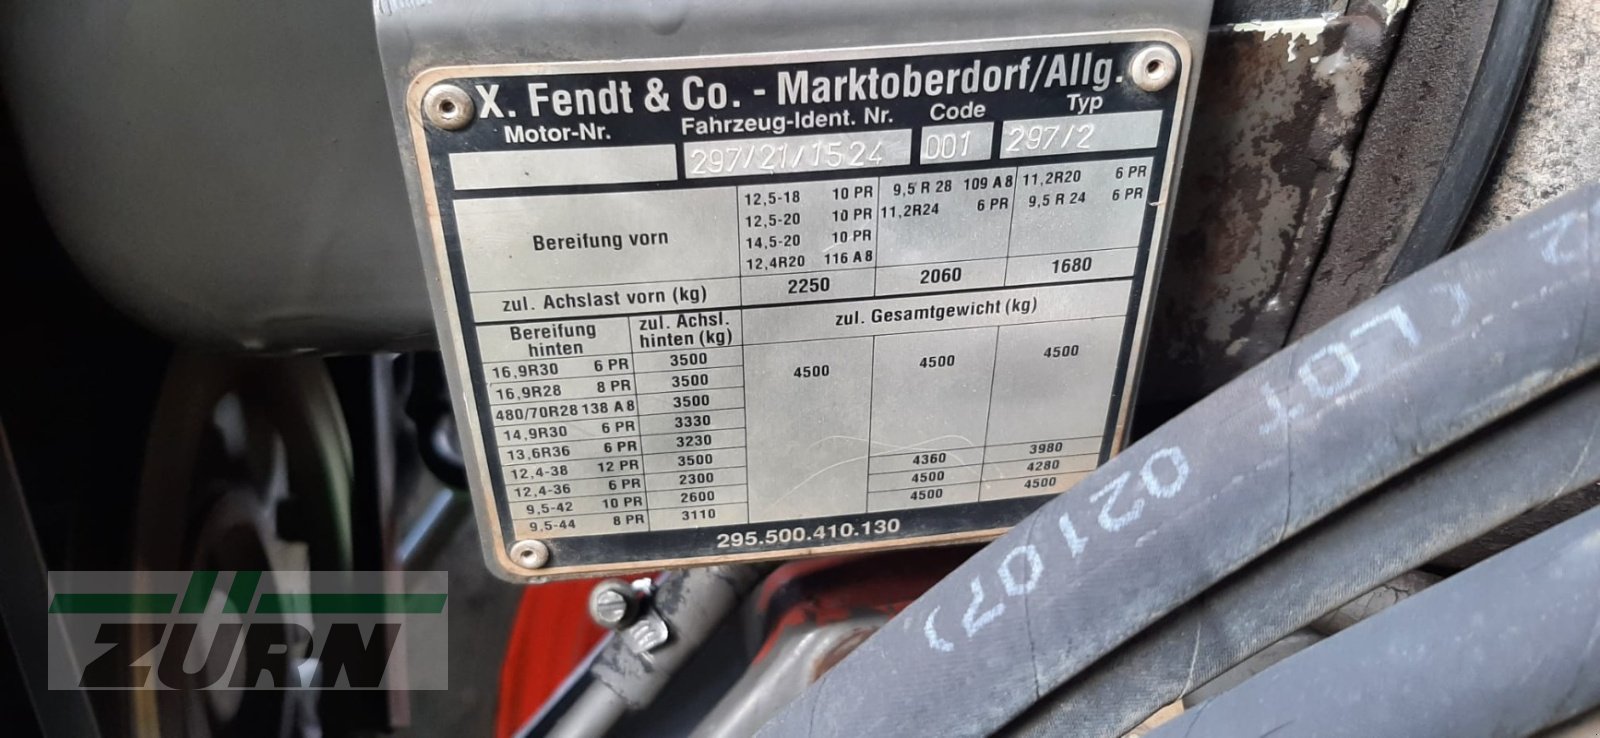 X. Fendt & Co. - Marktoberdorf/Allg.
Motor-Nr. Fahrzeug-Ident. Nr. Code Typ
297/21/1524 001 297/2
Bereifung vorn
12,5-18 10 PR 9,5 R 28 109 A 8 11,2R20 6 PR
12,5-20 10 PR 11,2R24 6 PR 9,5 R 24 6 PR
14,5-20 10 PR
12,4R20 116 A 8
zul. Achslast vorn (kg) 2250 2060 1680
Bereifung hinten
zul. Achsl. hinten (kg)
zul. Gesamtgewicht (kg)
16,9R30 6 PR 3500 4500 4500 4500
16,9R28 8 PR 3500
480/70R28 138 A 8 3500
14,9R30 6 PR 3330
13,6R36 6 PR 3230
12,4-38 12 PR 3500
12,4-36 6 PR 2300 4360 3980
9,5-42 10 PR 2600 4500 4280
9,5-44 8 PR 3110 4500 4500
295.500.410.130
2
(LOT
02107)
ZÜRN